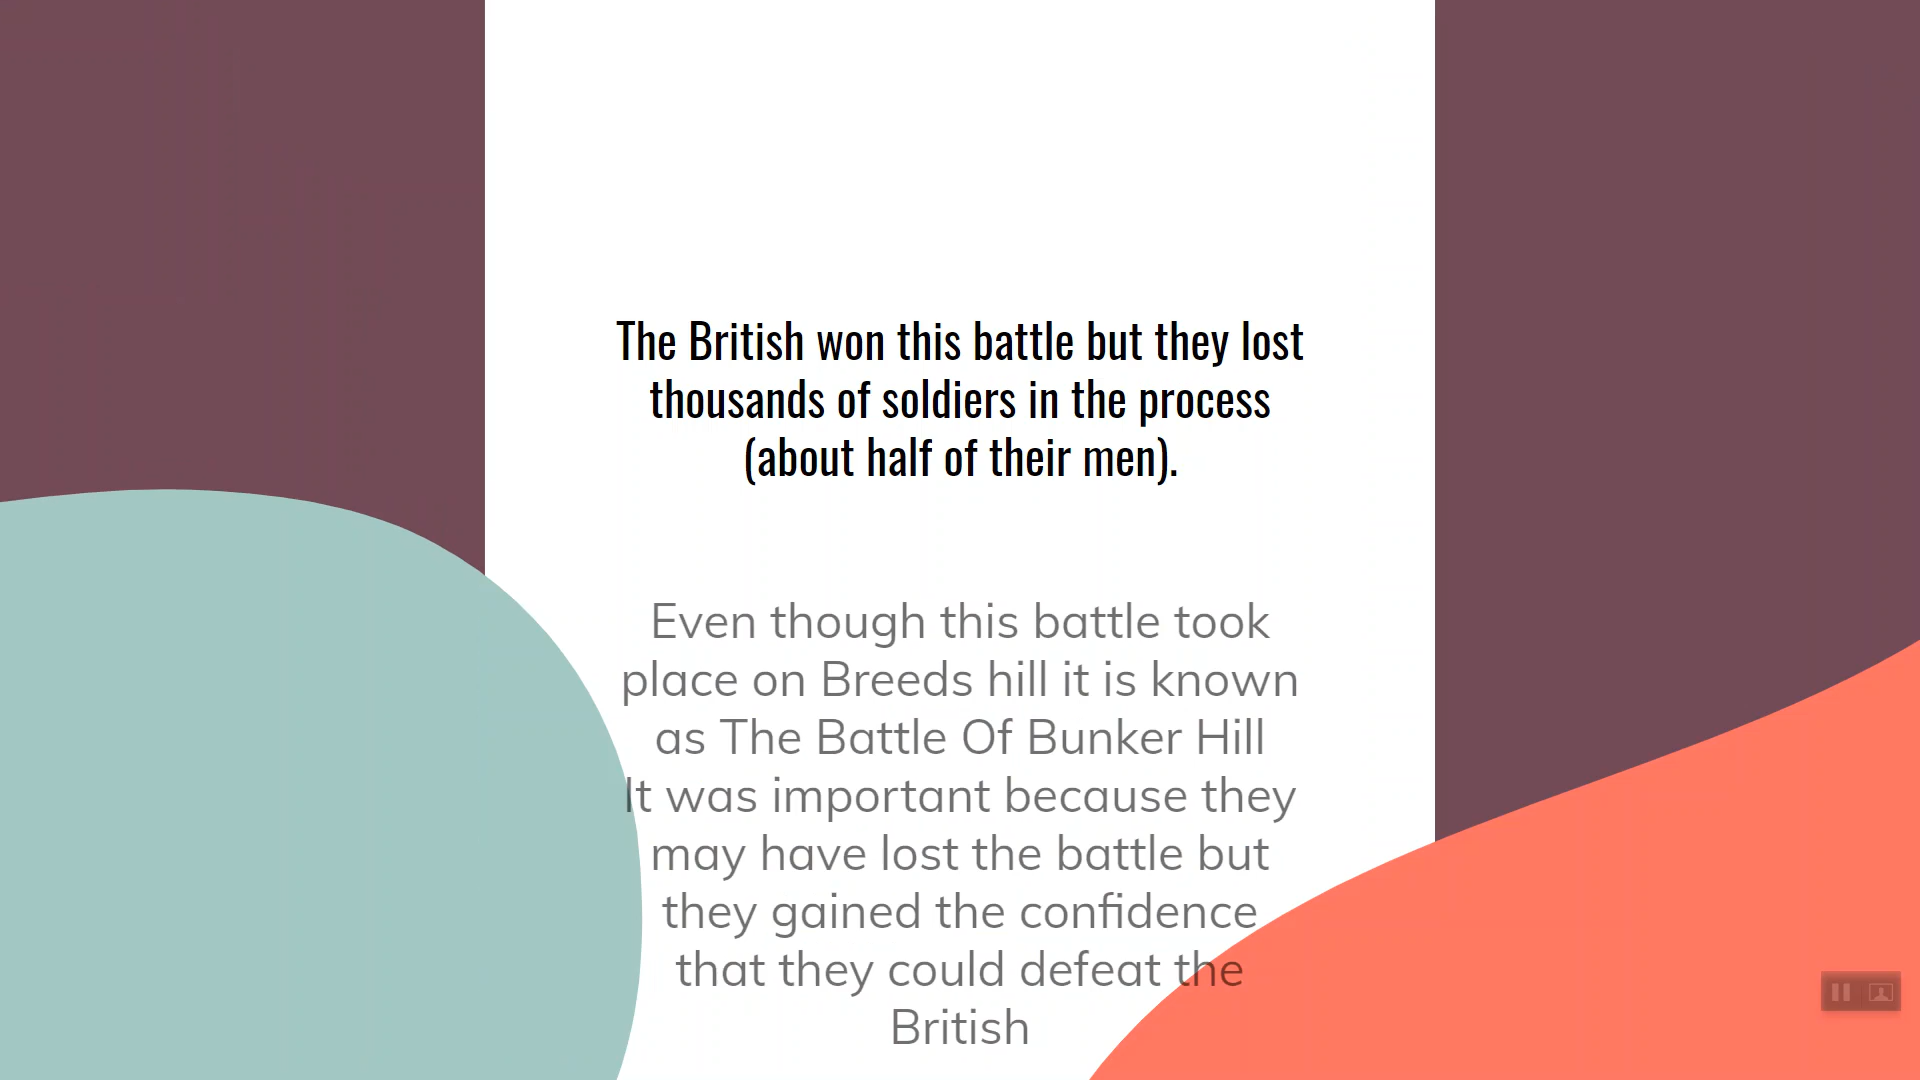 The British won this battle but they lost
thousands of soldiers in the process
(about half of their men).
Even though this battle took
place on Breeds hill it is known
as The Battle Of Bunker Hill
It was important because they
may have lost the battle but
they gained the confidence
that they could defeat the
British